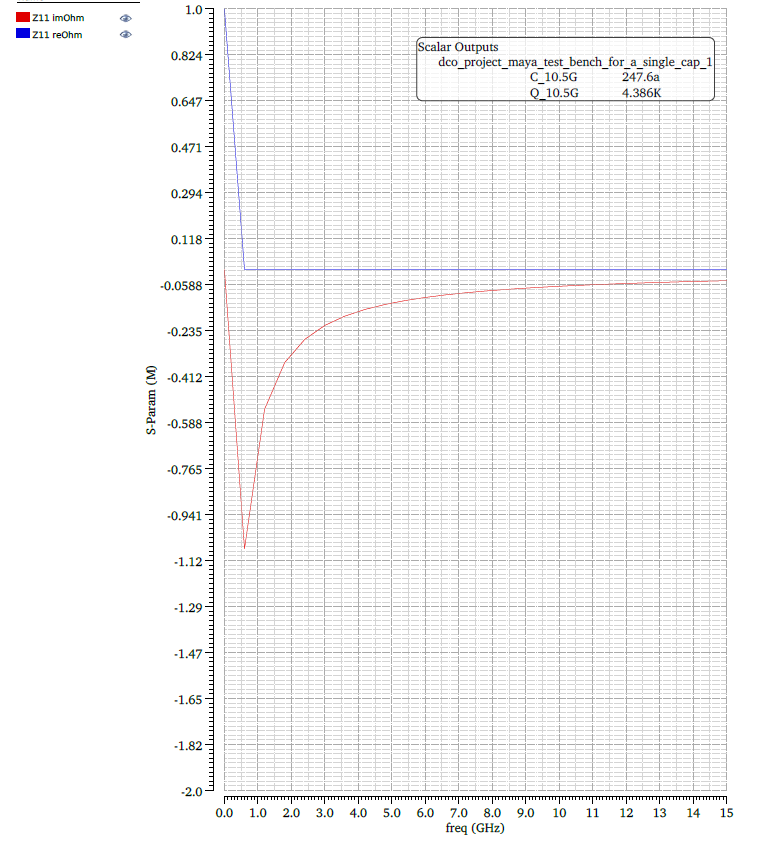 Z11 imOhm
Z11 reOhm
Scalar Outputs
dco_project_maya_test_bench_for_a_single_cap_1
C_10.5G 247.6a
Q_10.5G 4.386K
1.0
0.824
0.647
0.471
0.294
0.118
-0.0588
-0.235
-0.412
-0.588
-0.765
-0.941
-1.12
-1.29
-1.47
-1.65
-1.82
-2.0
S-Param (M)
0.0 1.0 2.0 3.0 4.0 5.0 6.0 7.0 8.0 9.0 10 11 12 13 14 15
freq (GHz)